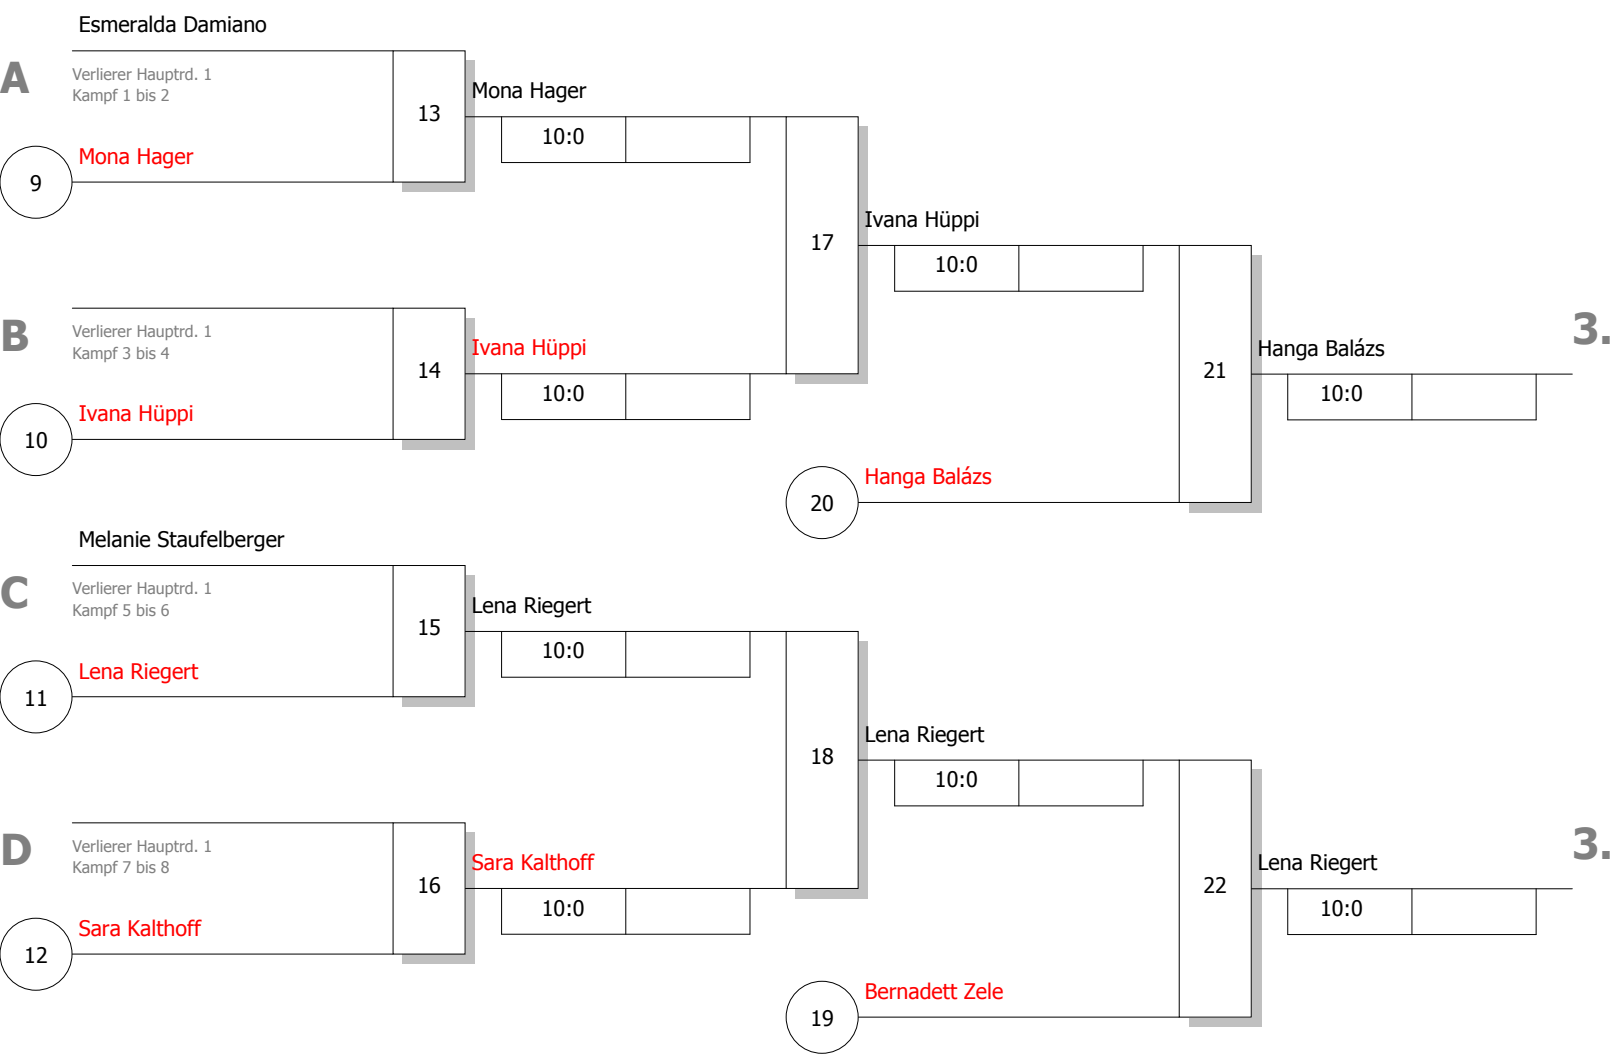 Esmeralda Damiano
A
Verlierer Hauptrd. 1
Kampf 1 bis 2
13
Mona Hager
10:0
Mona Hager
9
17
Ivana Hüppi
10:0
B
Verlierer Hauptrd. 1
Kampf 3 bis 4
14
Ivana Hüppi
10:0
Ivana Hüppi
10
21
Hanga Balázs
10:0
3.
Hanga Balázs
20
Melanie Staufelberger
C
Verlierer Hauptrd. 1
Kampf 5 bis 6
15
Lena Riegert
10:0
Lena Riegert
11
18
Lena Riegert
10:0
D
Verlierer Hauptrd. 1
Kampf 7 bis 8
16
Sara Kalthoff
10:0
Sara Kalthoff
12
22
Lena Riegert
10:0
3.
Bernadett Zele
19